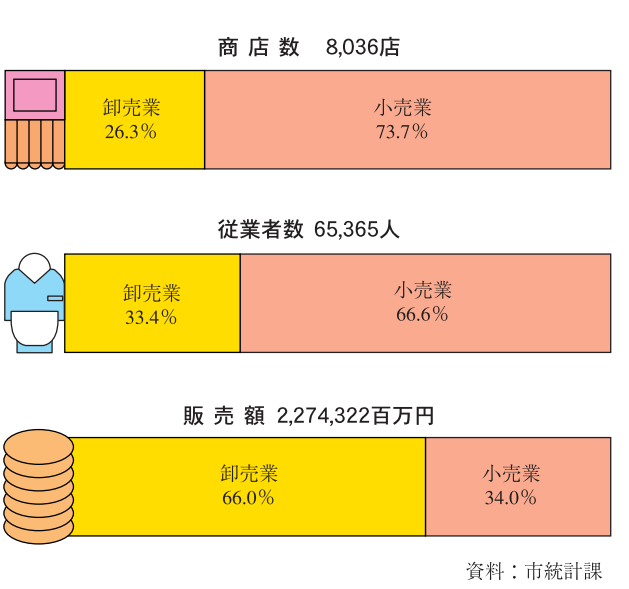 商店数 8,036店
卸売業
26.3%
小売業
73.7%
従業者数 65,365人
卸売業
33.4%
小売業
66.6%
販売額 2,274,322百万円
卸売業
66.0%
小売業
34.0%
資料：市統計課